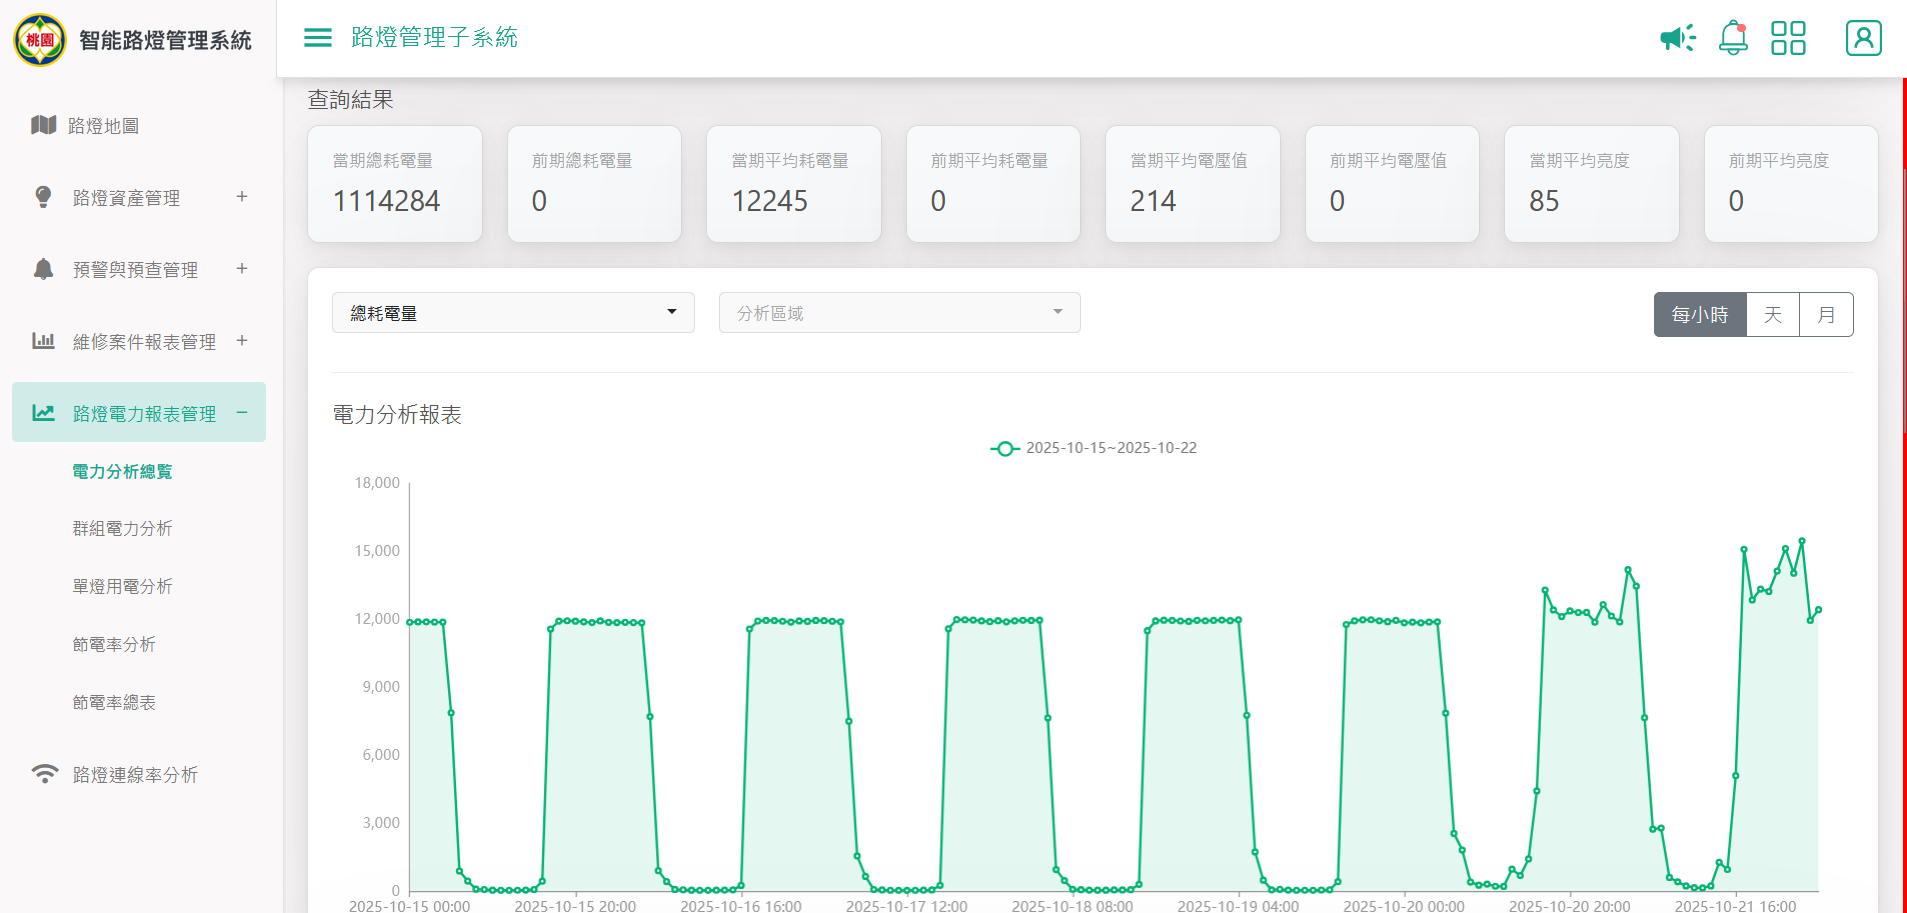 桃園
智能路燈管理系統
路燈管理子系統
路燈地圖
路燈資產管理 +
預警與預查管理 +
維修案件報表管理 +
路燈電力報表管理 −
電力分析總覧
群組電力分析
單燈用電分析
節電率分析
節電率總表
路燈連線率分析
查詢結果
當期總耗電量
1114284
前期總耗電量
0
當期平均耗電量
12245
前期平均耗電量
0
當期平均電壓值
214
前期平均電壓值
0
當期平均亮度
85
前期平均亮度
0
總耗電量
分析區域
每小時 天 月
電力分析報表
2025-10-15~2025-10-22
18,000
15,000
12,000
9,000
6,000
3,000
0
2025-10-15 00:00 2025-10-15 20:00 2025-10-16 16:00 2025-10-17 12:00 2025-10-18 08:00 2025-10-19 04:00 2025-10-20 00:00 2025-10-20 20:00 2025-10-21 16:00